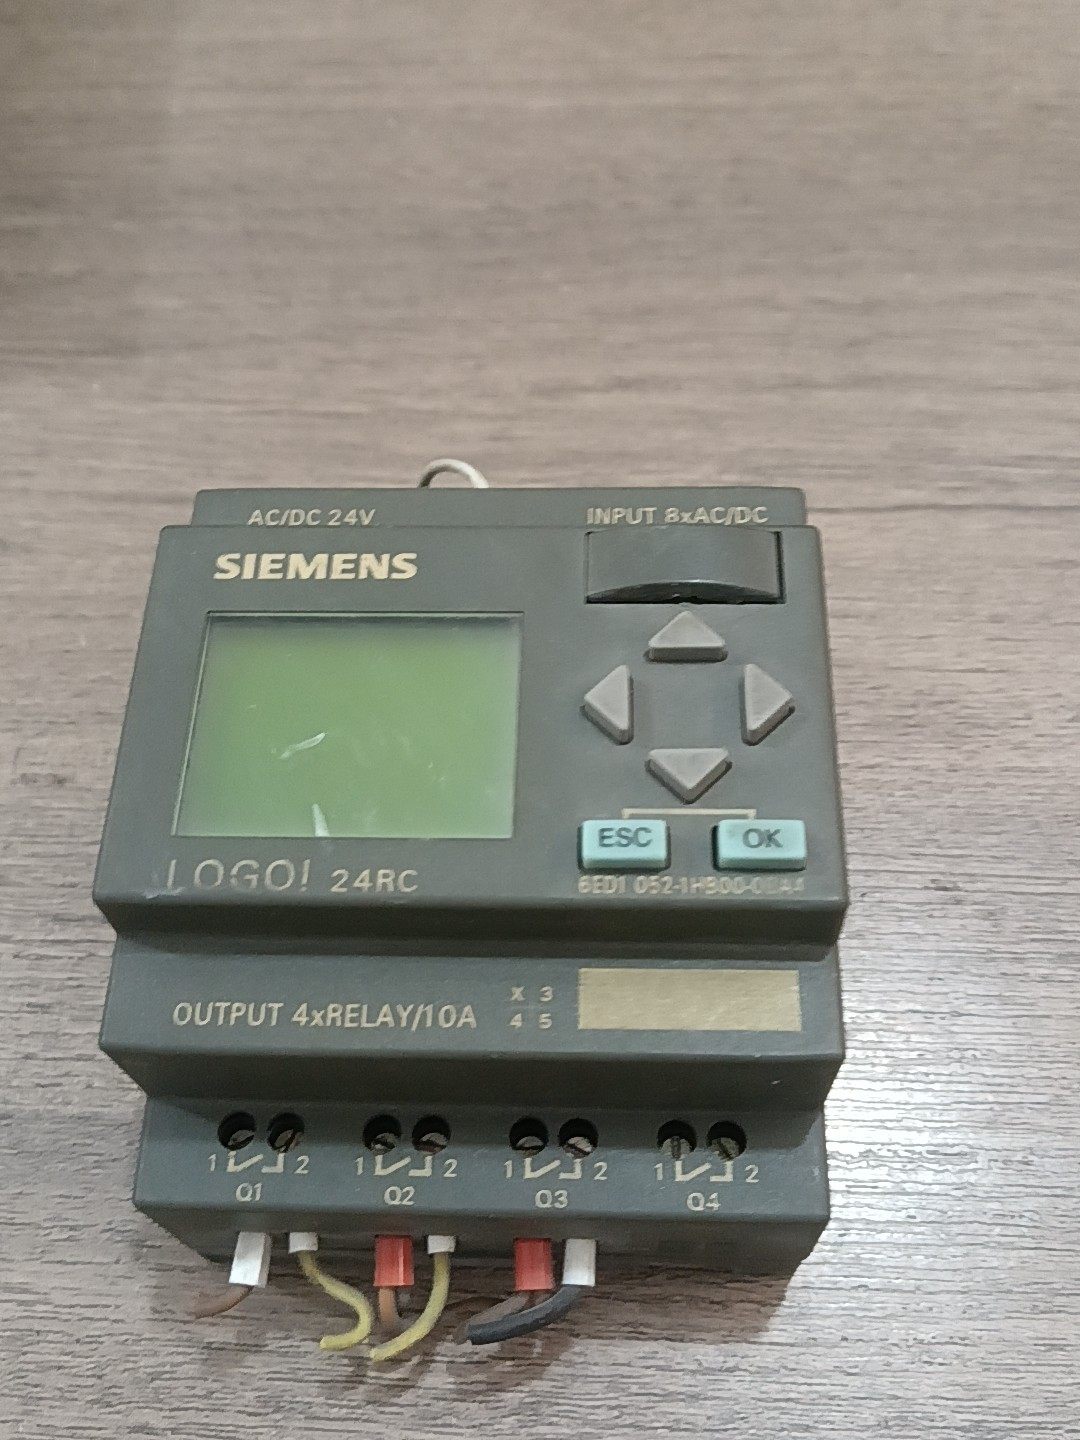 AC/DC 24V
INPUT 8xAC/DC
SIEMENS
ESC
OK
LOGO! 24RC
6ED1
OUTPUT 4xRELAY/10A
X 3
4 5
1 2
Q1
1 2
Q2
1 2
Q3
1 2
Q4